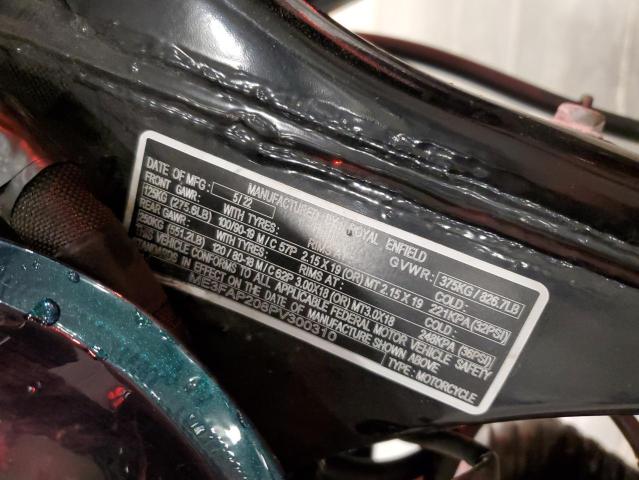 MANUFACTURED BY: ROYAL ENFIELD
DATE OF MFG: 5/22 GVWR: 375KG / 826.7LB
FRONT GAWR: WITH TYRES: RIMS AT: COLD:
125KG (275.6LB) 100/90-19 M/C 57P 2.15 X 19 (OR) MT 2.15 X 19 221KPA (32PSI)
REAR GAWR: WITH TYRES: RIMS AT: COLD:
250KG (551.2LB) 120/80-18 M/C 62P 3.00X18 (OR) MT3.0X18 248KPA (36PSI)
THIS VEHICLE CONFORMS TO ALL APPLICABLE FEDERAL MOTOR VEHICLE SAFETY
STANDARDS IN EFFECT ON THE DATE OF MANUFACTURE SHOWN ABOVE
ME3FAP208PV300310 TYPE: MOTORCYCLE